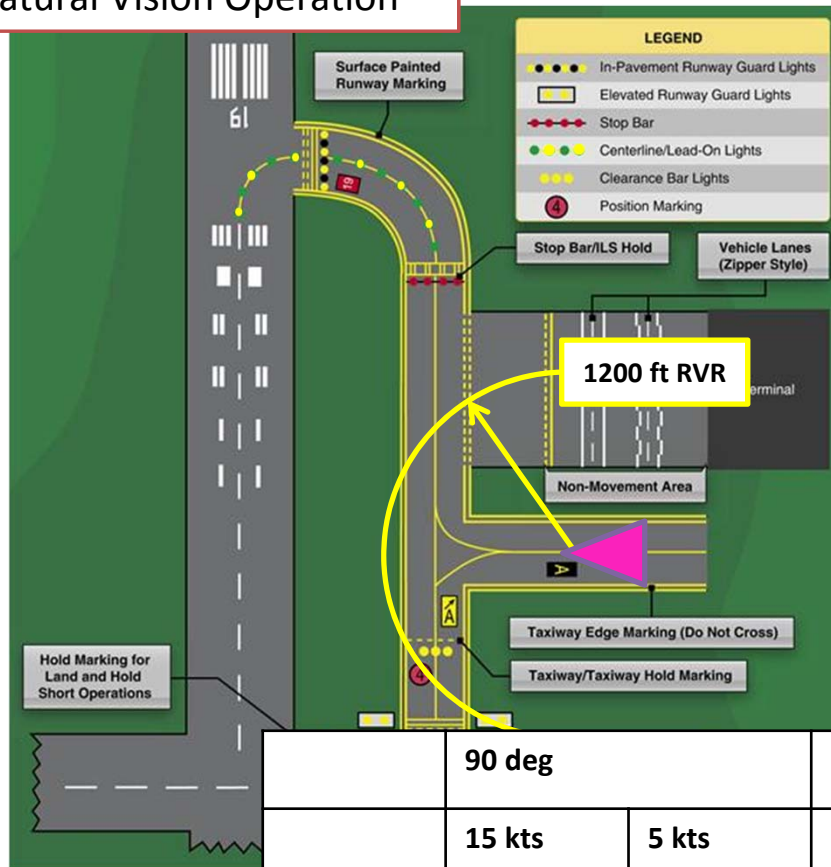 atural Vision Operation
LEGEND
In-Pavement Runway Guard Lights
Elevated Runway Guard Lights
Stop Bar
Centerline/Lead-On Lights
Clearance Bar Lights
4 Position Marking
Surface Painted
Runway Marking
19
19
Stop Bar/ILS Hold
Vehicle Lanes
(Zipper Style)
1200 ft RVR
erminal
Non-Movement Area
A
A
Taxiway Edge Marking (Do Not Cross)
Taxiway/Taxiway Hold Marking
4
Hold Marking for
Land and Hold
Short Operations
90 deg
15 kts 5 kts